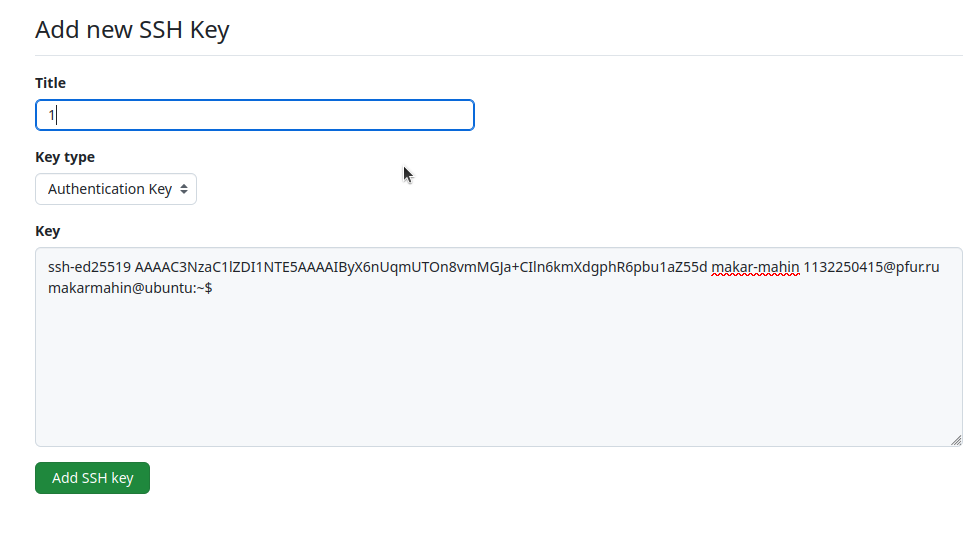 Add new SSH Key
Title
1
Key type
Authentication Key
Key
ssh-ed25519 AAAAC3NzaC1lZDI1NTE5AAAAIByX6nUqmUTOn8vmMGJa+CIln6kmXdgphR6pbu1aZ55d makar-mahin 1132250415@pfur.ru
makarmahin@ubuntu:~$
Add SSH key